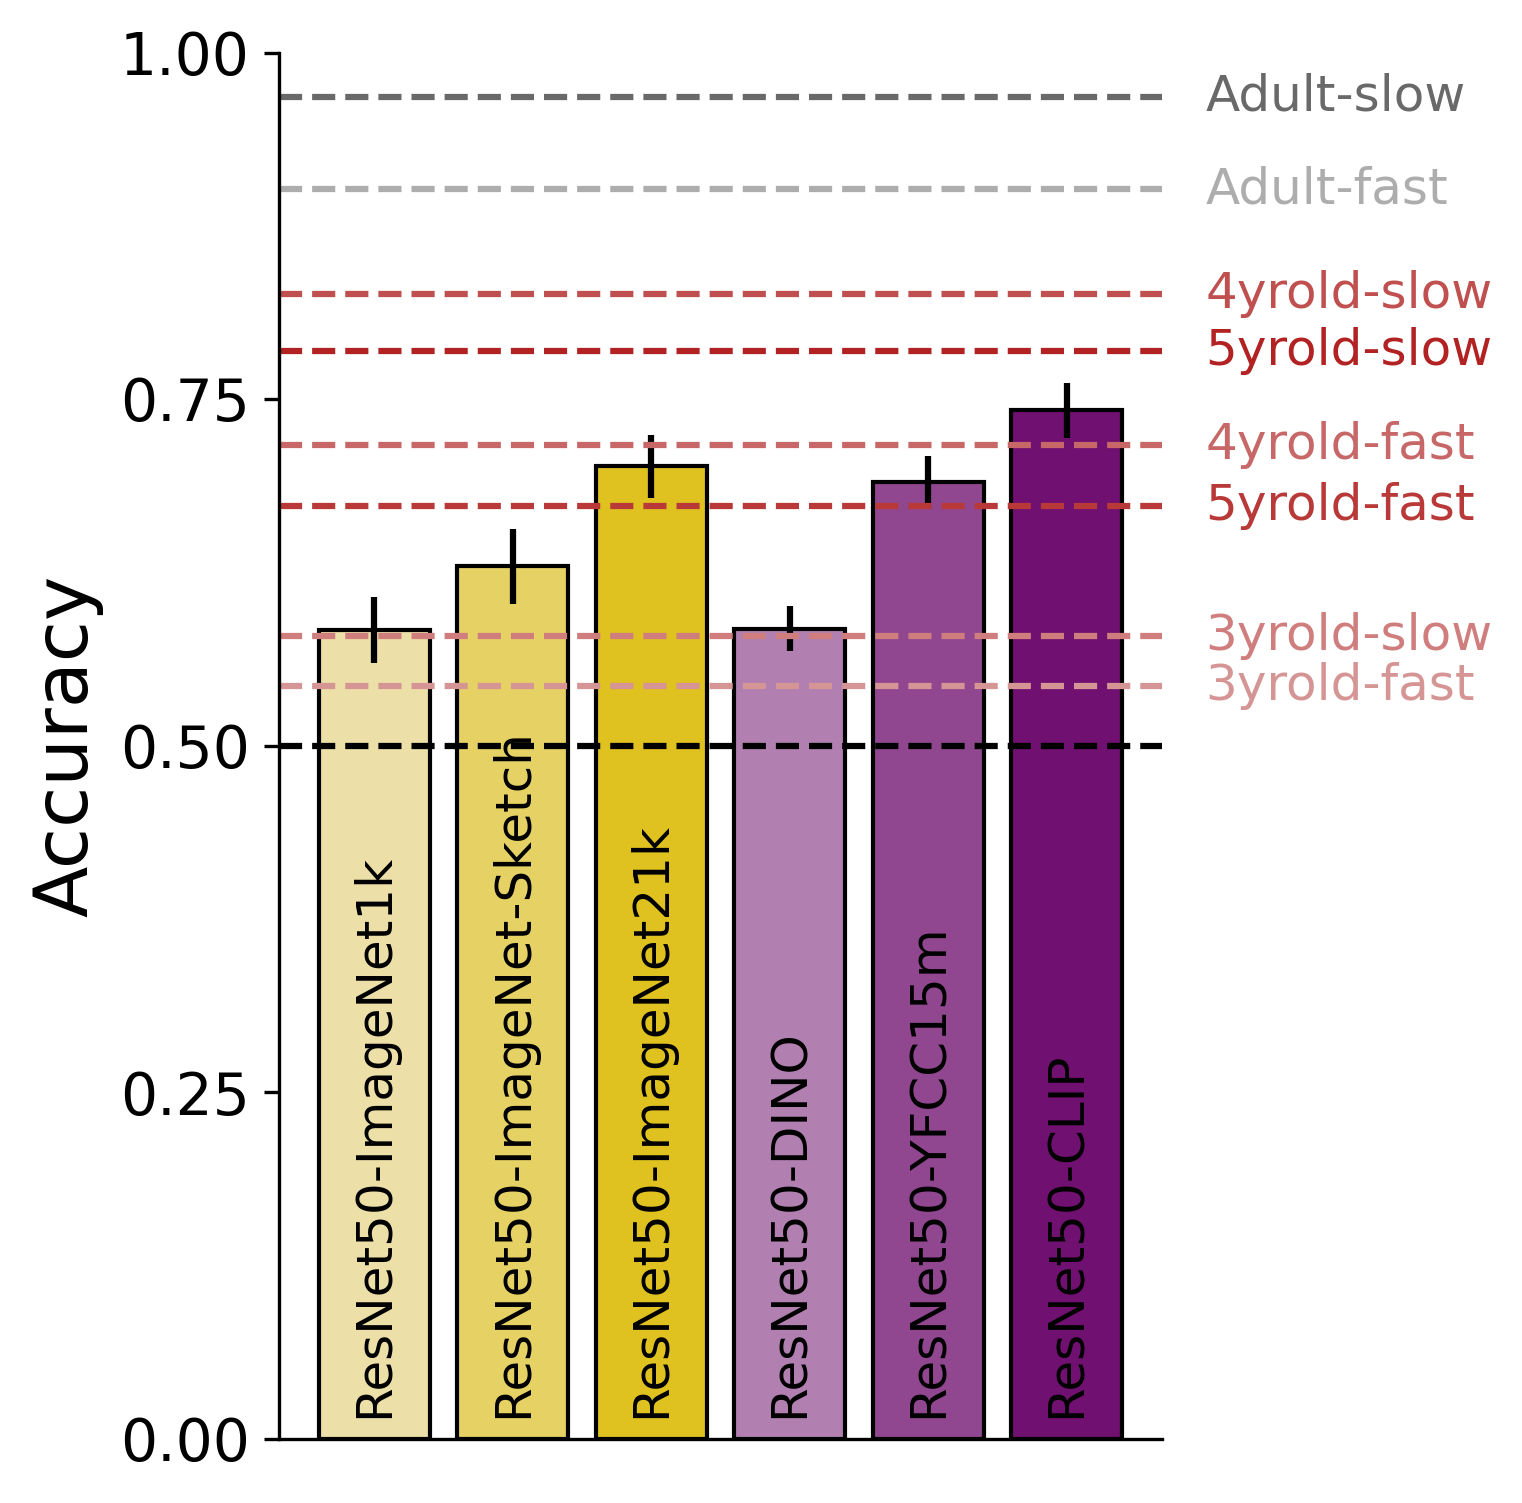 Accuracy
1.00
0.75
0.50
0.25
0.00
ResNet50-ImageNet1k
ResNet50-ImageNet-Sketch
ResNet50-ImageNet21k
ResNet50-DINO
ResNet50-YFCC15m
ResNet50-CLIP
Adult-slow
Adult-fast
4yrold-slow
5yrold-slow
4yrold-fast
5yrold-fast
3yrold-slow
3yrold-fast